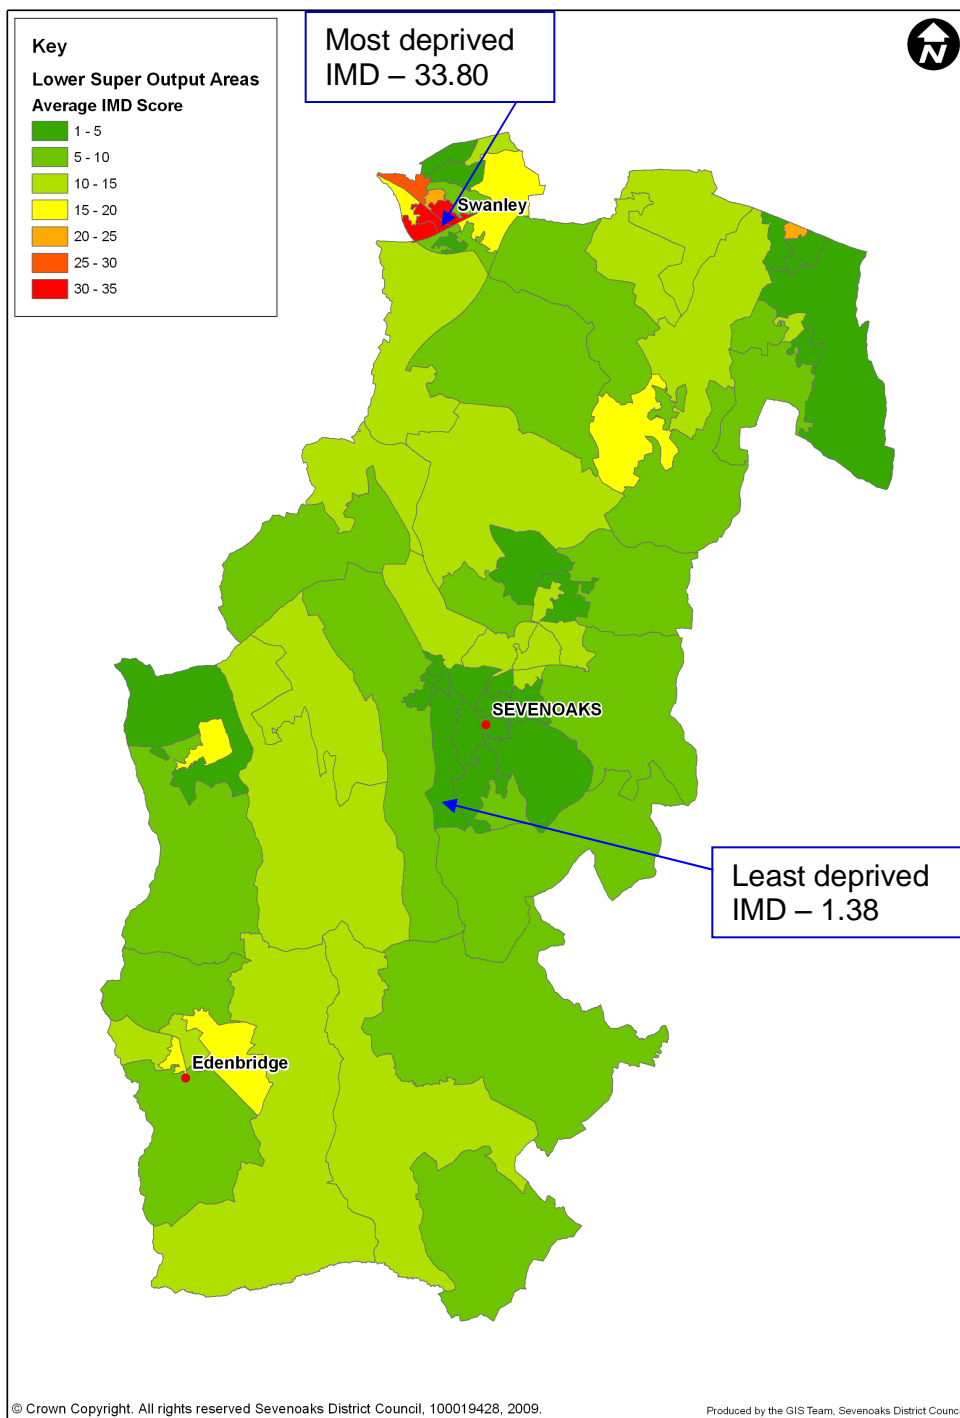 Key
Lower Super Output Areas
Average IMD Score
1 - 5
5 - 10
10 - 15
15 - 20
20 - 25
25 - 30
30 - 35
Most deprived
IMD – 33.80
N
Swanley
SEVENOAKS
Least deprived
IMD – 1.38
Edenbridge
© Crown Copyright. All rights reserved Sevenoaks District Council, 100019428, 2009.
Produced by the GIS Team, Sevenoaks District Counc